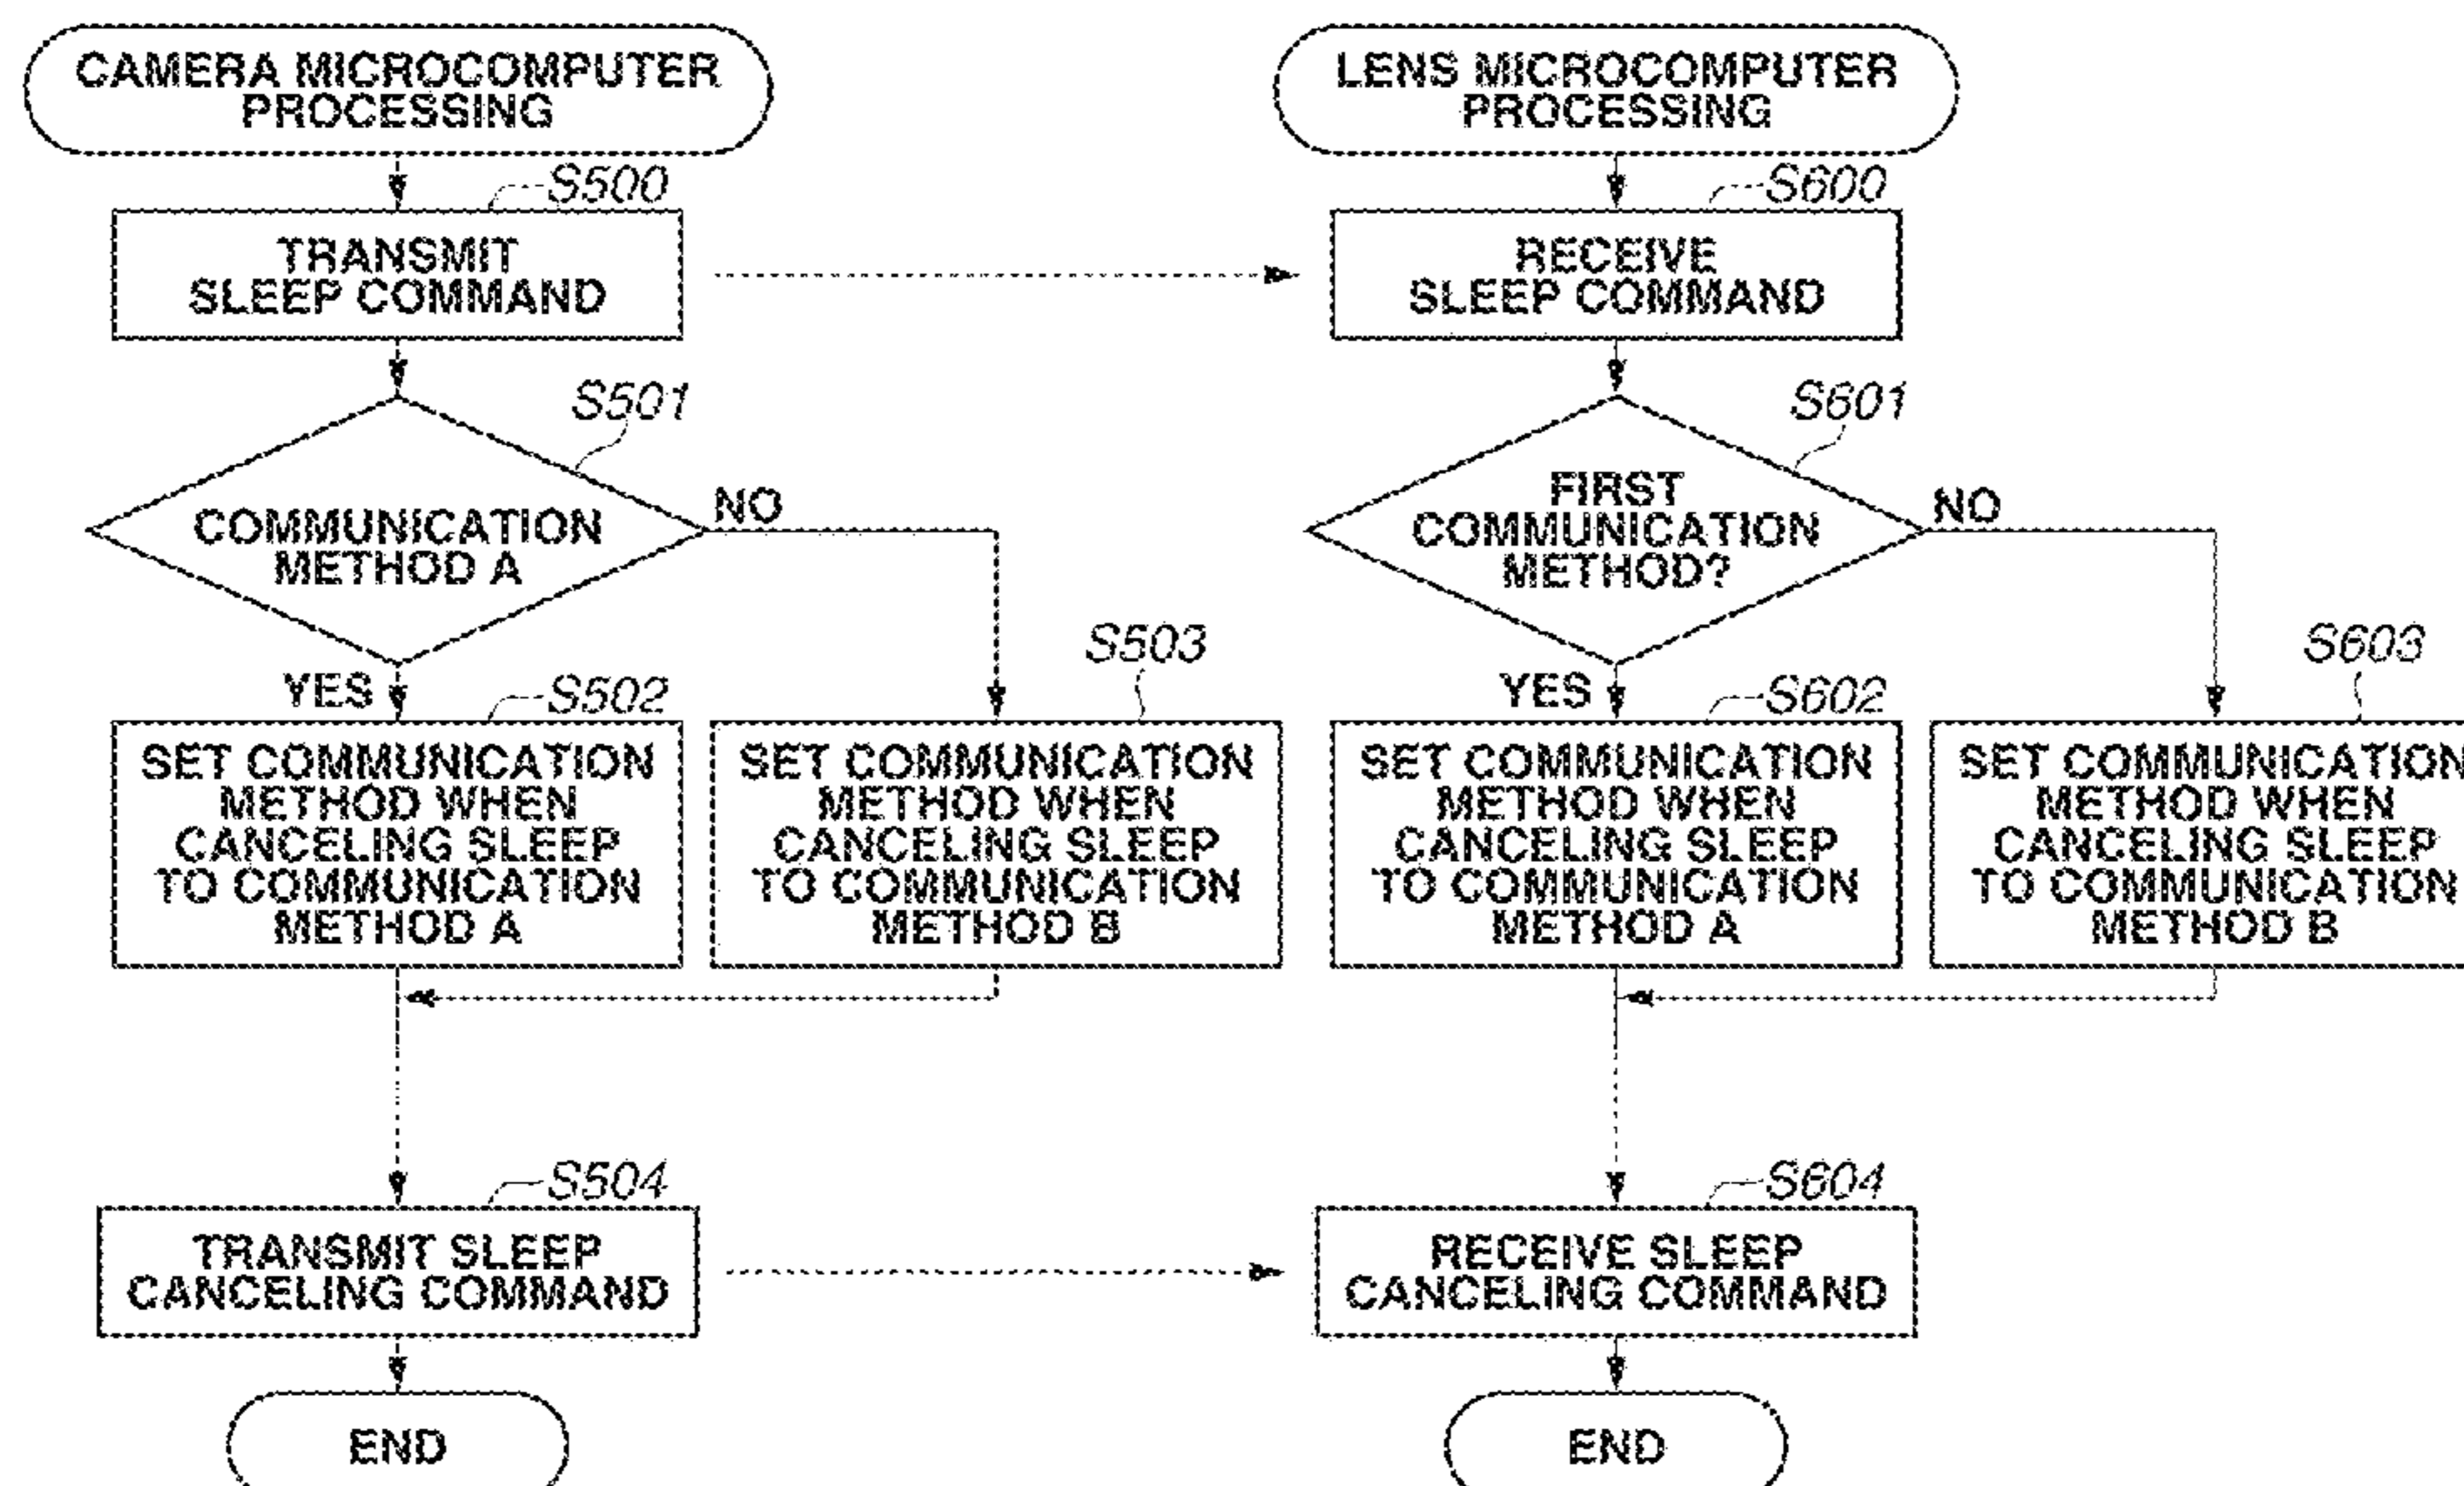 CAMERA MICROCOMPUTER
PROCESSING
S500
TRANSMIT
SLEEP COMMAND
S501
COMMUNICATION
METHOD A
NO
YES
S502
SET COMMUNICATION
METHOD WHEN
CANCELING SLEEP
TO COMMUNICATION
METHOD A
S503
SET COMMUNICATION
METHOD WHEN
CANCELING SLEEP
TO COMMUNICATION
METHOD B
S504
TRANSMIT SLEEP
CANCELING COMMAND
END
LENS MICROCOMPUTER
PROCESSING
S600
RECEIVE
SLEEP COMMAND
S601
FIRST
COMMUNICATION
METHOD?
NO
YES
S602
SET COMMUNICATION
METHOD WHEN
CANCELING SLEEP
TO COMMUNICATION
METHOD A
S603
SET COMMUNICATION
METHOD WHEN
CANCELING SLEEP
TO COMMUNICATION
METHOD B
S604
RECEIVE SLEEP
CANCELING COMMAND
END